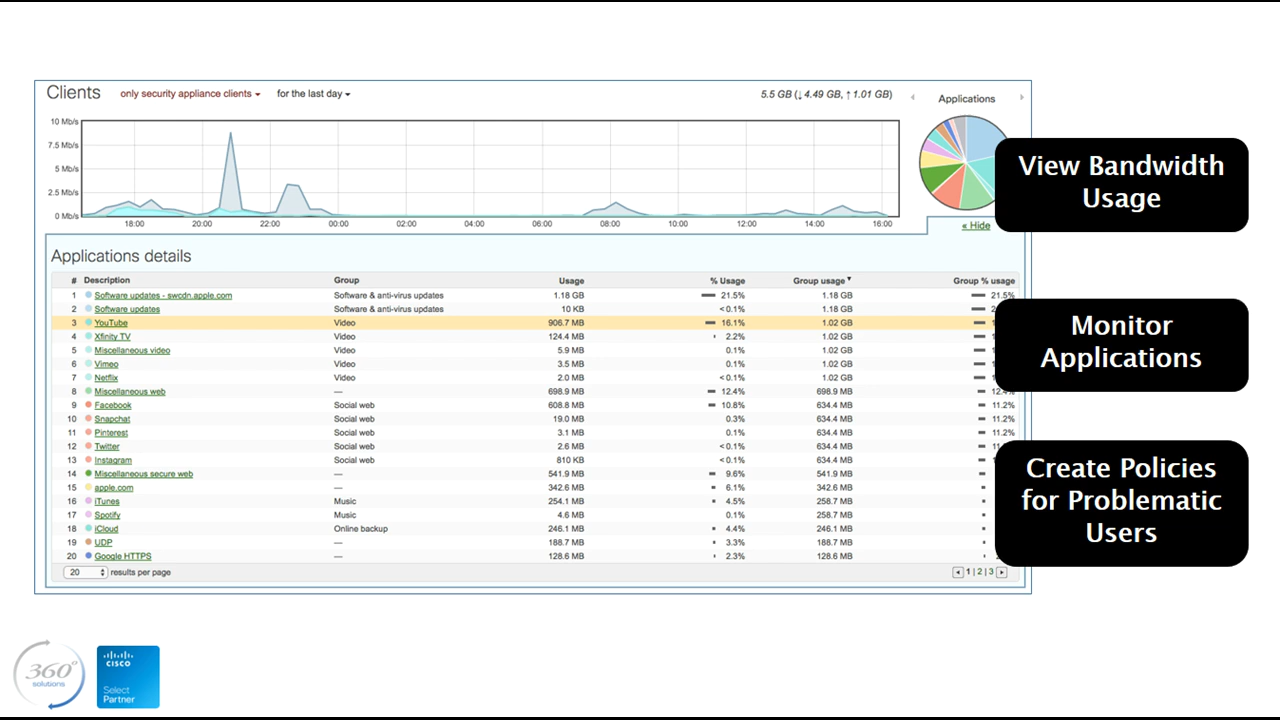 Clients only security appliance clients for the last day 5.5 GB (↓ 4.49 GB, ↑ 1.01 GB) Applications
10 Mb/s
7.5 Mb/s
5 Mb/s
2.5 Mb/s
0 Mb/s
18:00 20:00 22:00 00:00 02:00 04:00 06:00 08:00 10:00 12:00 14:00 16:00
« Hide
View Bandwidth
Usage
Applications details
# Description Group Usage % Usage Group usage Group % usage
1 Software updates - swcdn.apple.com Software & anti-virus updates 1.18 GB 21.5% 1.18 GB 21.5%
2 Software updates Software & anti-virus updates 10 KB <0.1% 1.18 GB
3 YouTube Video 906.7 MB 16.1% 1.02 GB
4 Xfinity TV Video 124.4 MB 2.2% 1.02 GB
5 Miscellaneous video Video 5.9 MB 0.1% 1.02 GB
6 Vimeo Video 3.5 MB 0.1% 1.02 GB
7 Netflix Video 2.0 MB <0.1% 1.02 GB
8 Miscellaneous web — 698.9 MB 12.4% 698.9 MB 12.4%
9 Facebook Social web 608.8 MB 10.8% 634.4 MB 11.2%
10 Snapchat Social web 19.0 MB 0.3% 634.4 MB 11.2%
11 Pinterest Social web 3.1 MB 0.1% 634.4 MB 11.2%
12 Twitter Social web 2.6 MB <0.1% 634.4 MB
13 Instagram Social web 810 KB <0.1% 634.4 MB
14 Miscellaneous secure web — 541.9 MB 9.6% 541.9 MB
15 apple.com — 342.6 MB 6.1% 342.6 MB
16 iTunes Music 254.1 MB 4.5% 258.7 MB
17 Spotify Music 4.6 MB 0.1% 258.7 MB
18 iCloud Online backup 246.1 MB 4.4% 246.1 MB
19 UDP — 188.7 MB 3.3% 188.7 MB
20 Google HTTPS — 128.6 MB 2.3% 128.6 MB
20 results per page 1 | 2 | 3
Monitor
Applications
Create Policies
for Problematic
Users
360°
solutions
CISCO
Select
Partner